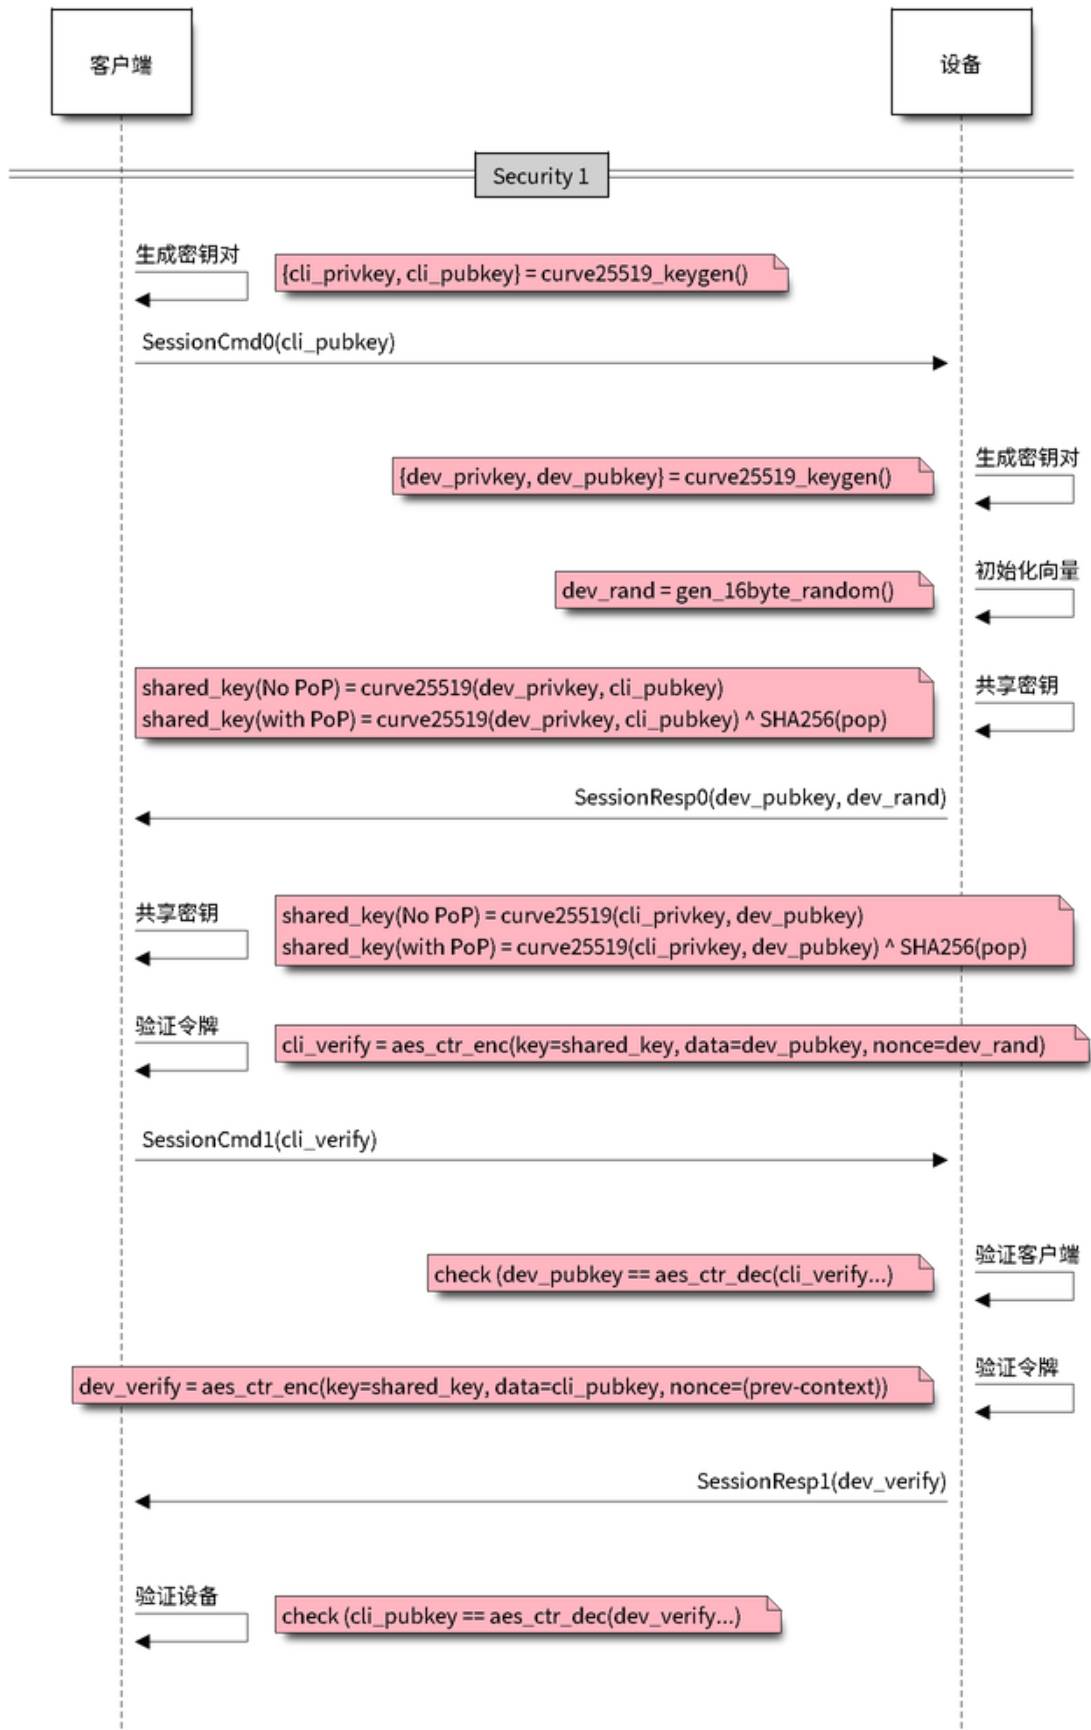 客户端
设备
Security 1
生成密钥对
{cli_privkey, cli_pubkey} = curve25519_keygen()
SessionCmd0(cli_pubkey)
生成密钥对
{dev_privkey, dev_pubkey} = curve25519_keygen()
初始化向量
dev_rand = gen_16byte_random()
共享密钥
shared_key(No PoP) = curve25519(dev_privkey, cli_pubkey)
shared_key(with PoP) = curve25519(dev_privkey, cli_pubkey) ^ SHA256(pop)
SessionResp0(dev_pubkey, dev_rand)
共享密钥
shared_key(No PoP) = curve25519(cli_privkey, dev_pubkey)
shared_key(with PoP) = curve25519(cli_privkey, dev_pubkey) ^ SHA256(pop)
验证令牌
cli_verify = aes_ctr_enc(key=shared_key, data=dev_pubkey, nonce=dev_rand)
SessionCmd1(cli_verify)
验证客户端
check (dev_pubkey == aes_ctr_dec(cli_verify...)
验证令牌
dev_verify = aes_ctr_enc(key=shared_key, data=cli_pubkey, nonce=(prev-context))
SessionResp1(dev_verify)
验证设备
check (cli_pubkey == aes_ctr_dec(dev_verify...)